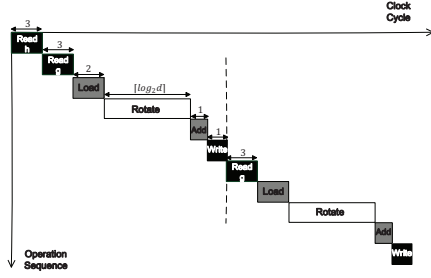 Clock
Cycle
3
Read
h
3
Read
g
2
Load
⌈log₂d⌉
Rotate
1
Add
1
Write
3
Read
g
Load
Rotate
Add
Write
Operation
Sequence